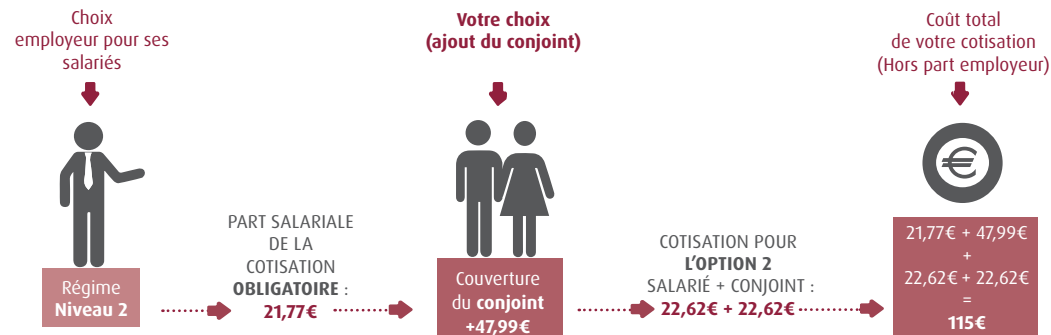 Choix
employeur pour ses
salariés
Votre choix
(ajout du conjoint)
Coût total
de votre cotisation
(Hors part employeur)
Régime
Niveau 2
PART SALARIALE
DE LA
COTISATION
OBLIGATOIRE :
21,77€
Couverture
du conjoint
+47,99€
COTISATION POUR
L'OPTION 2
SALARIÉ + CONJOINT :
22,62€ + 22,62€
€
21,77€ + 47,99€
+
22,62€ + 22,62€
=
115€